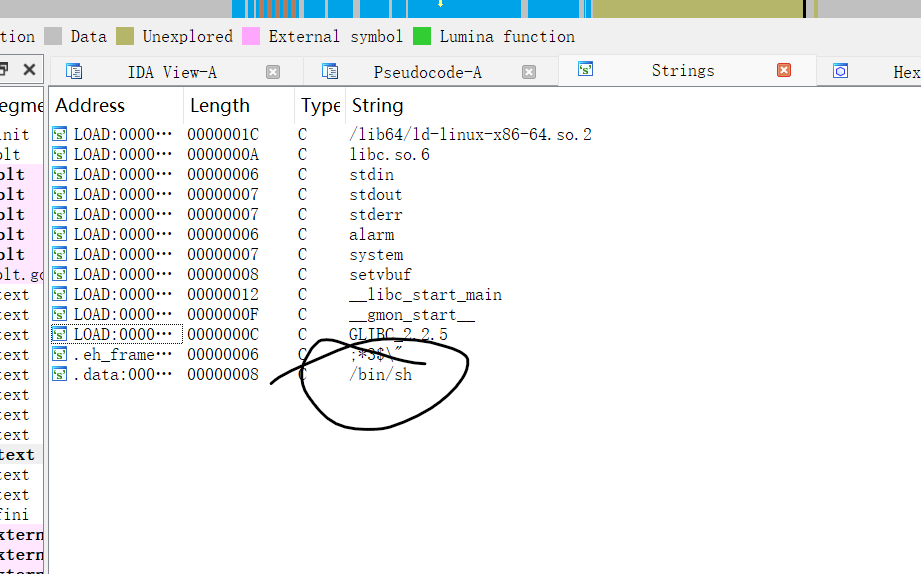 tion Data Unexplored External symbol Lumina function
IDA View-A Pseudocode-A Strings Hex
egme Address Length Type String
init LOAD:0000… 0000001C C /lib64/ld-linux-x86-64.so.2
plt LOAD:0000… 0000000A C libc.so.6
plt LOAD:0000… 00000006 C stdin
plt LOAD:0000… 00000007 C stdout
plt LOAD:0000… 00000007 C stderr
plt LOAD:0000… 00000006 C alarm
plt LOAD:0000… 00000007 C system
plt.go LOAD:0000… 00000008 C setvbuf
text LOAD:0000… 00000012 C __libc_start_main
text LOAD:0000… 0000000F C __gmon_start__
text LOAD:0000… 0000000C C GLIBC_2.2.5
text .eh_frame… 00000006 C ;*3$\"
text .data:000… 00000008 C /bin/sh
text
text
text
text
text
text
fini
xtern
xtern
xtern